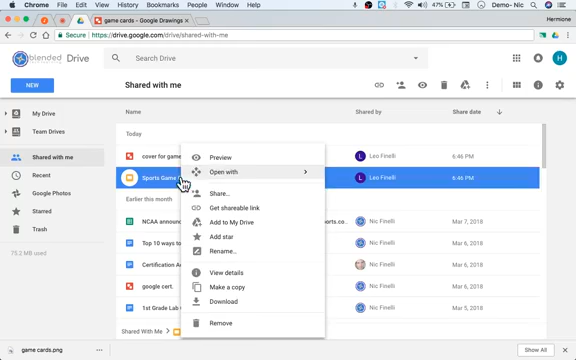 Chrome File Edit View History Bookmarks People Window Help
47% Demo- Nic
game cards - Google Drawings
Hermione
Secure https://drive.google.com/drive/shared-with-me
blended Drive
Search Drive
H
NEW
Shared with me
Name Shared by Share date
My Drive
Team Drives
Shared with me
Recent
Google Photos
Starred
Trash
75.2 MB used
Today
cover for game
L Leo Finelli 6:46 PM
Sports Game
L Leo Finelli 6:46 PM
Earlier this month
NCAA announc
Nic Finelli Mar 7, 2018
Top 10 ways to
Nic Finelli Mar 6, 2018
Certification A
Nic Finelli Mar 6, 2018
google cert.
Nic Finelli Mar 6, 2018
1st Grade Lab
Nic Finelli Mar 6, 2018
Shared With Me
Preview
Open with
Share...
Get shareable link
Add to My Drive
Add star
Rename...
View details
Make a copy
Download
Remove
game cards.png
Show All